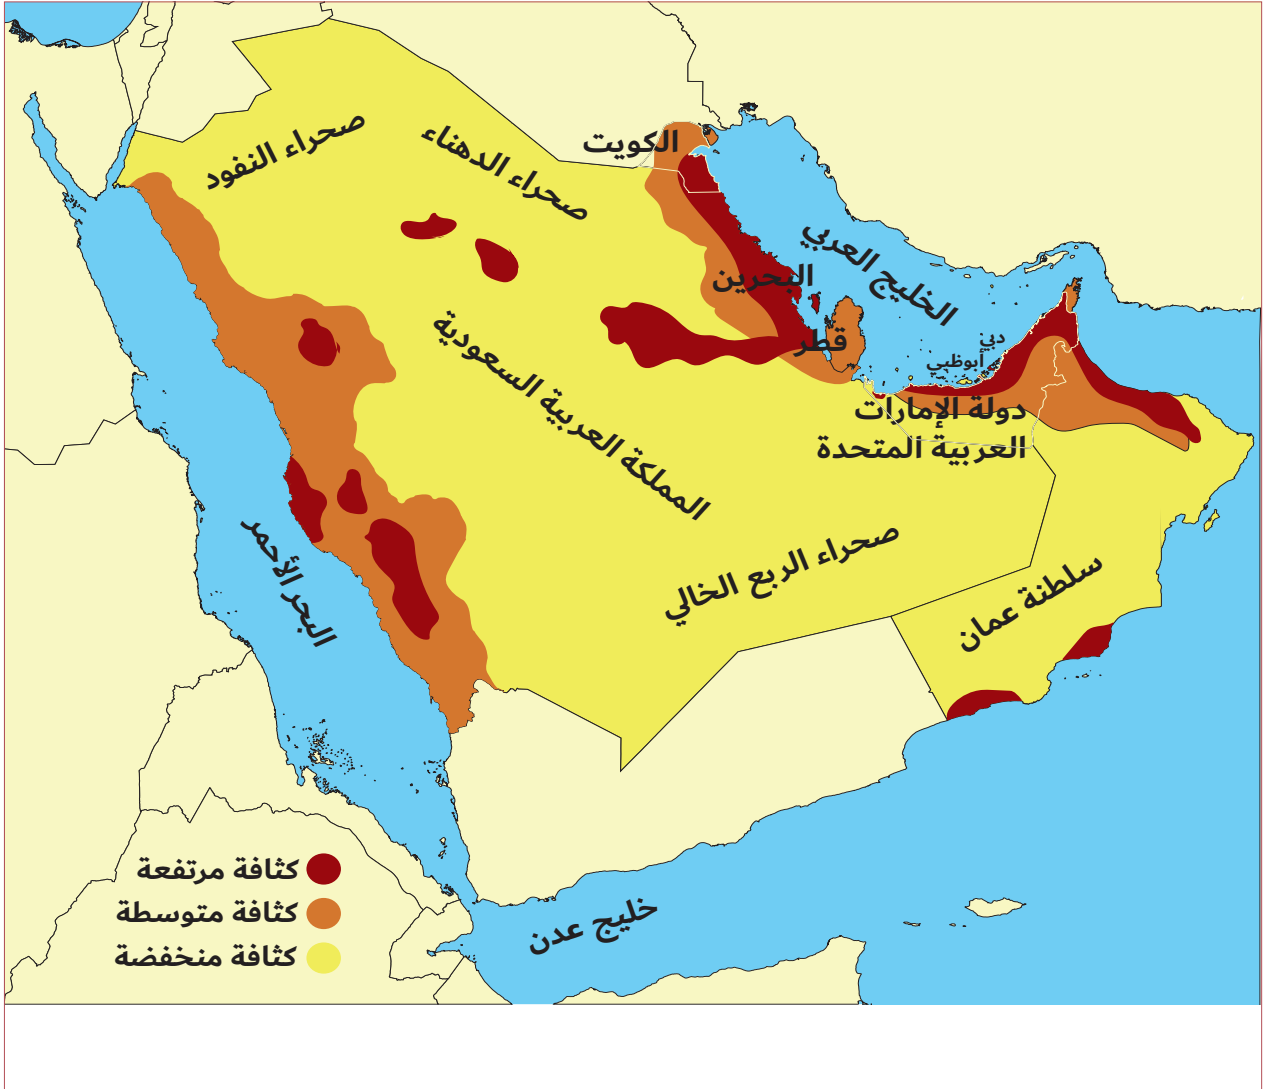 صحراء النفود
صحراء الدهناء
الكويت
الخليج العربي
البحرين
قطر
دبي
أبوظبي
دولة الإمارات
العربية المتحدة
المملكة العربية السعودية
صحراء الربع الخالي
سلطنة عمان
البحر الأحمر
خليج عدن
كثافة مرتفعة
كثافة متوسطة
كثافة منخفضة